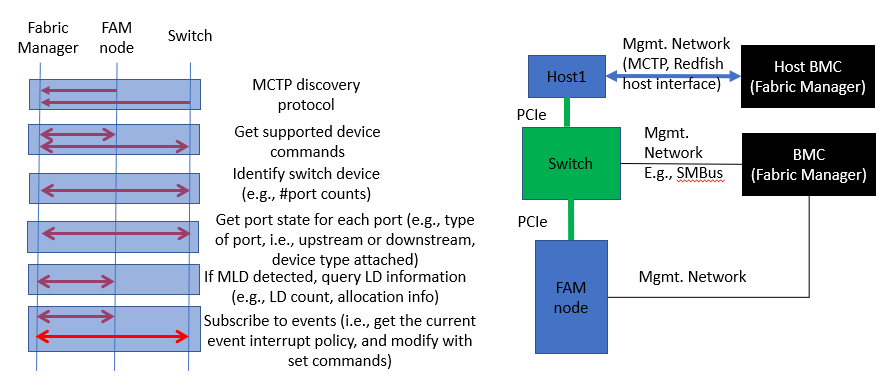 Fabric
Manager
FAM
node
Switch
MCTP discovery
protocol
Get supported device
commands
Identify switch device
(e.g., #port counts)
Get port state for each port (e.g., type
of port, i.e., upstream or downstream,
device type attached)
If MLD detected, query LD information
(e.g., LD count, allocation info)
Subscribe to events (i.e., get the current
event interrupt policy, and modify with
set commands)
Host1
Mgmt. Network
(MCTP, Redfish
host interface)
Host BMC
(Fabric Manager)
PCIe
Switch
Mgmt.
Network
E.g., SMBus
BMC
(Fabric Manager)
PCIe
FAM
node
Mgmt. Network